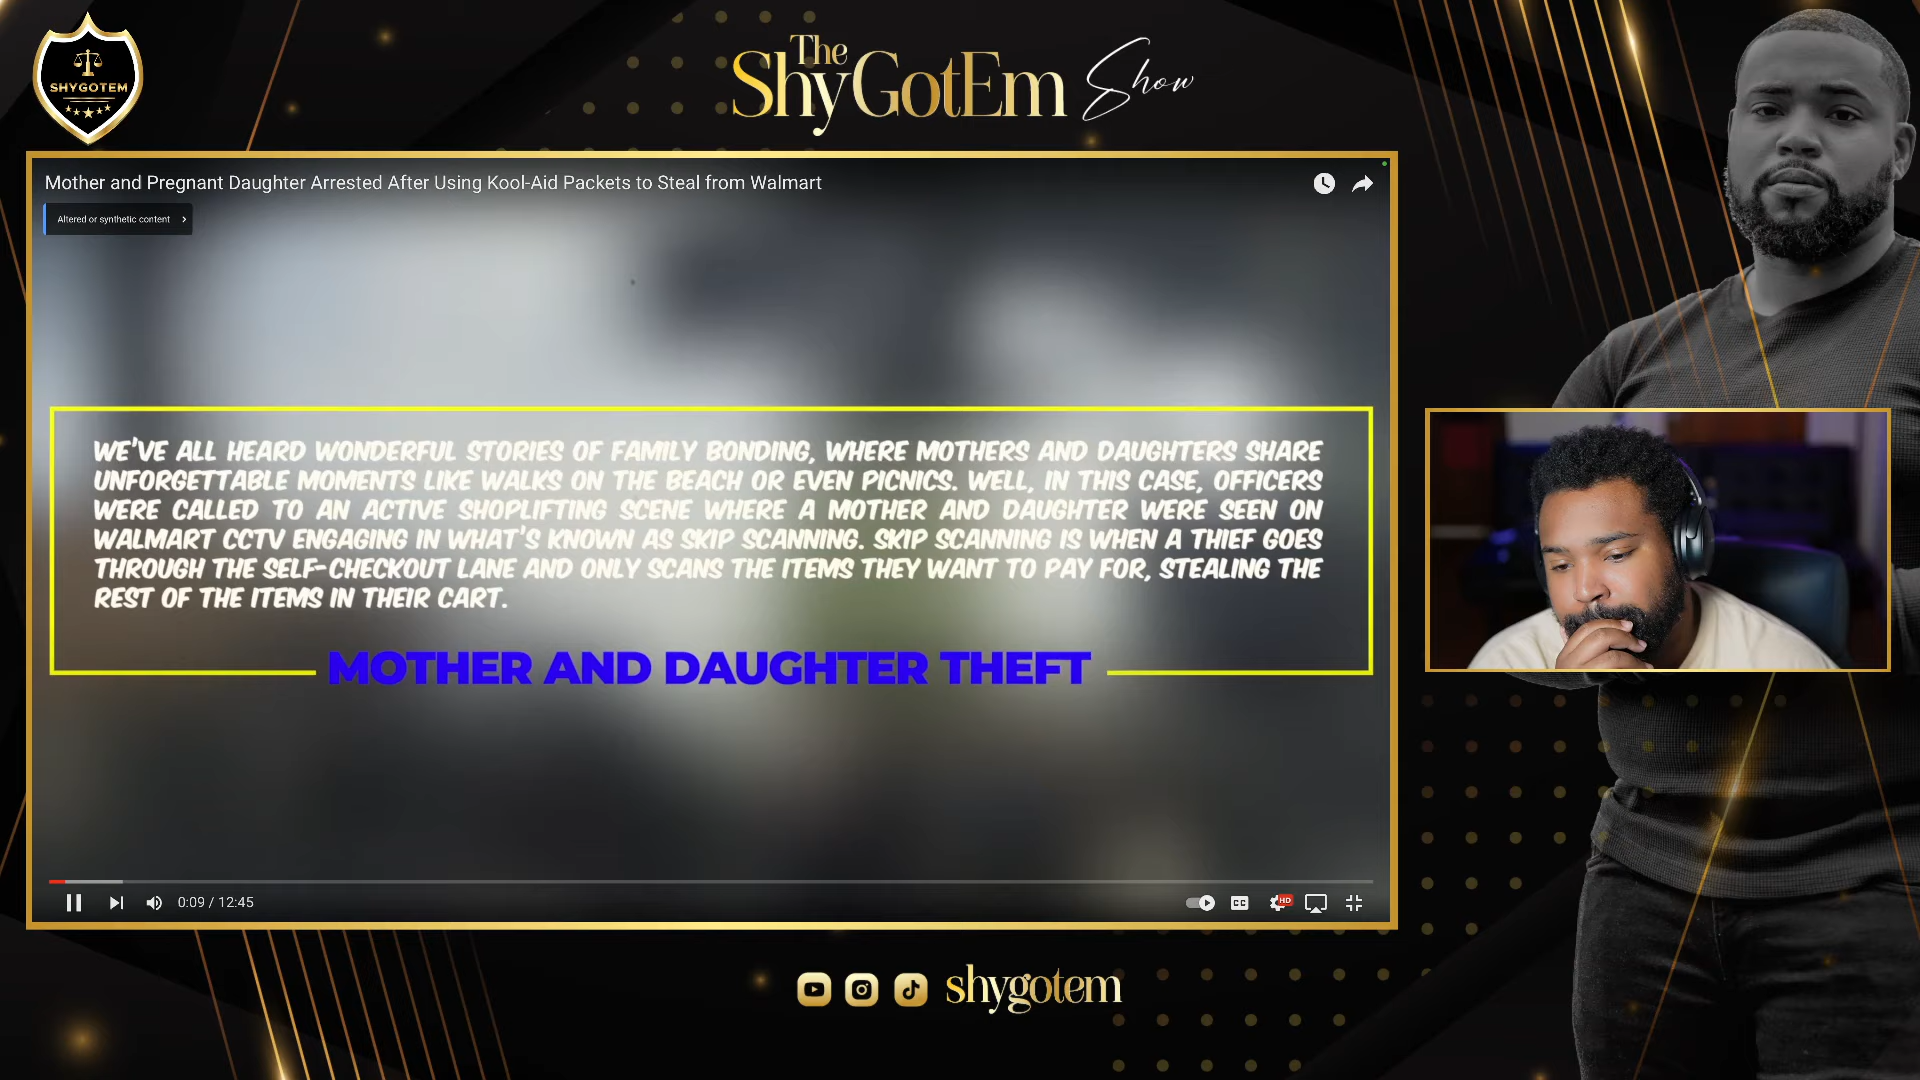 SHYGOTEM
The
ShyGotEm Show
Mother and Pregnant Daughter Arrested After Using Kool-Aid Packets to Steal from Walmart
Altered or synthetic content
WE'VE ALL HEARD WONDERFUL STORIES OF FAMILY BONDING, WHERE MOTHERS AND DAUGHTERS SHARE
UNFORGETTABLE MOMENTS LIKE WALKS ON THE BEACH OR EVEN PICNICS. WELL, IN THIS CASE, OFFICERS
WERE CALLED TO AN ACTIVE SHOPLIFTING SCENE WHERE A MOTHER AND DAUGHTER WERE SEEN ON
WALMART CCTV ENGAGING IN WHAT'S KNOWN AS SKIP SCANNING. SKIP SCANNING IS WHEN A THIEF GOES
THROUGH THE SELF-CHECKOUT LANE AND ONLY SCANS THE ITEMS THEY WANT TO PAY FOR, STEALING THE
REST OF THE ITEMS IN THEIR CART.
MOTHER AND DAUGHTER THEFT
0:09 / 12:45
CC
HD
shygotem